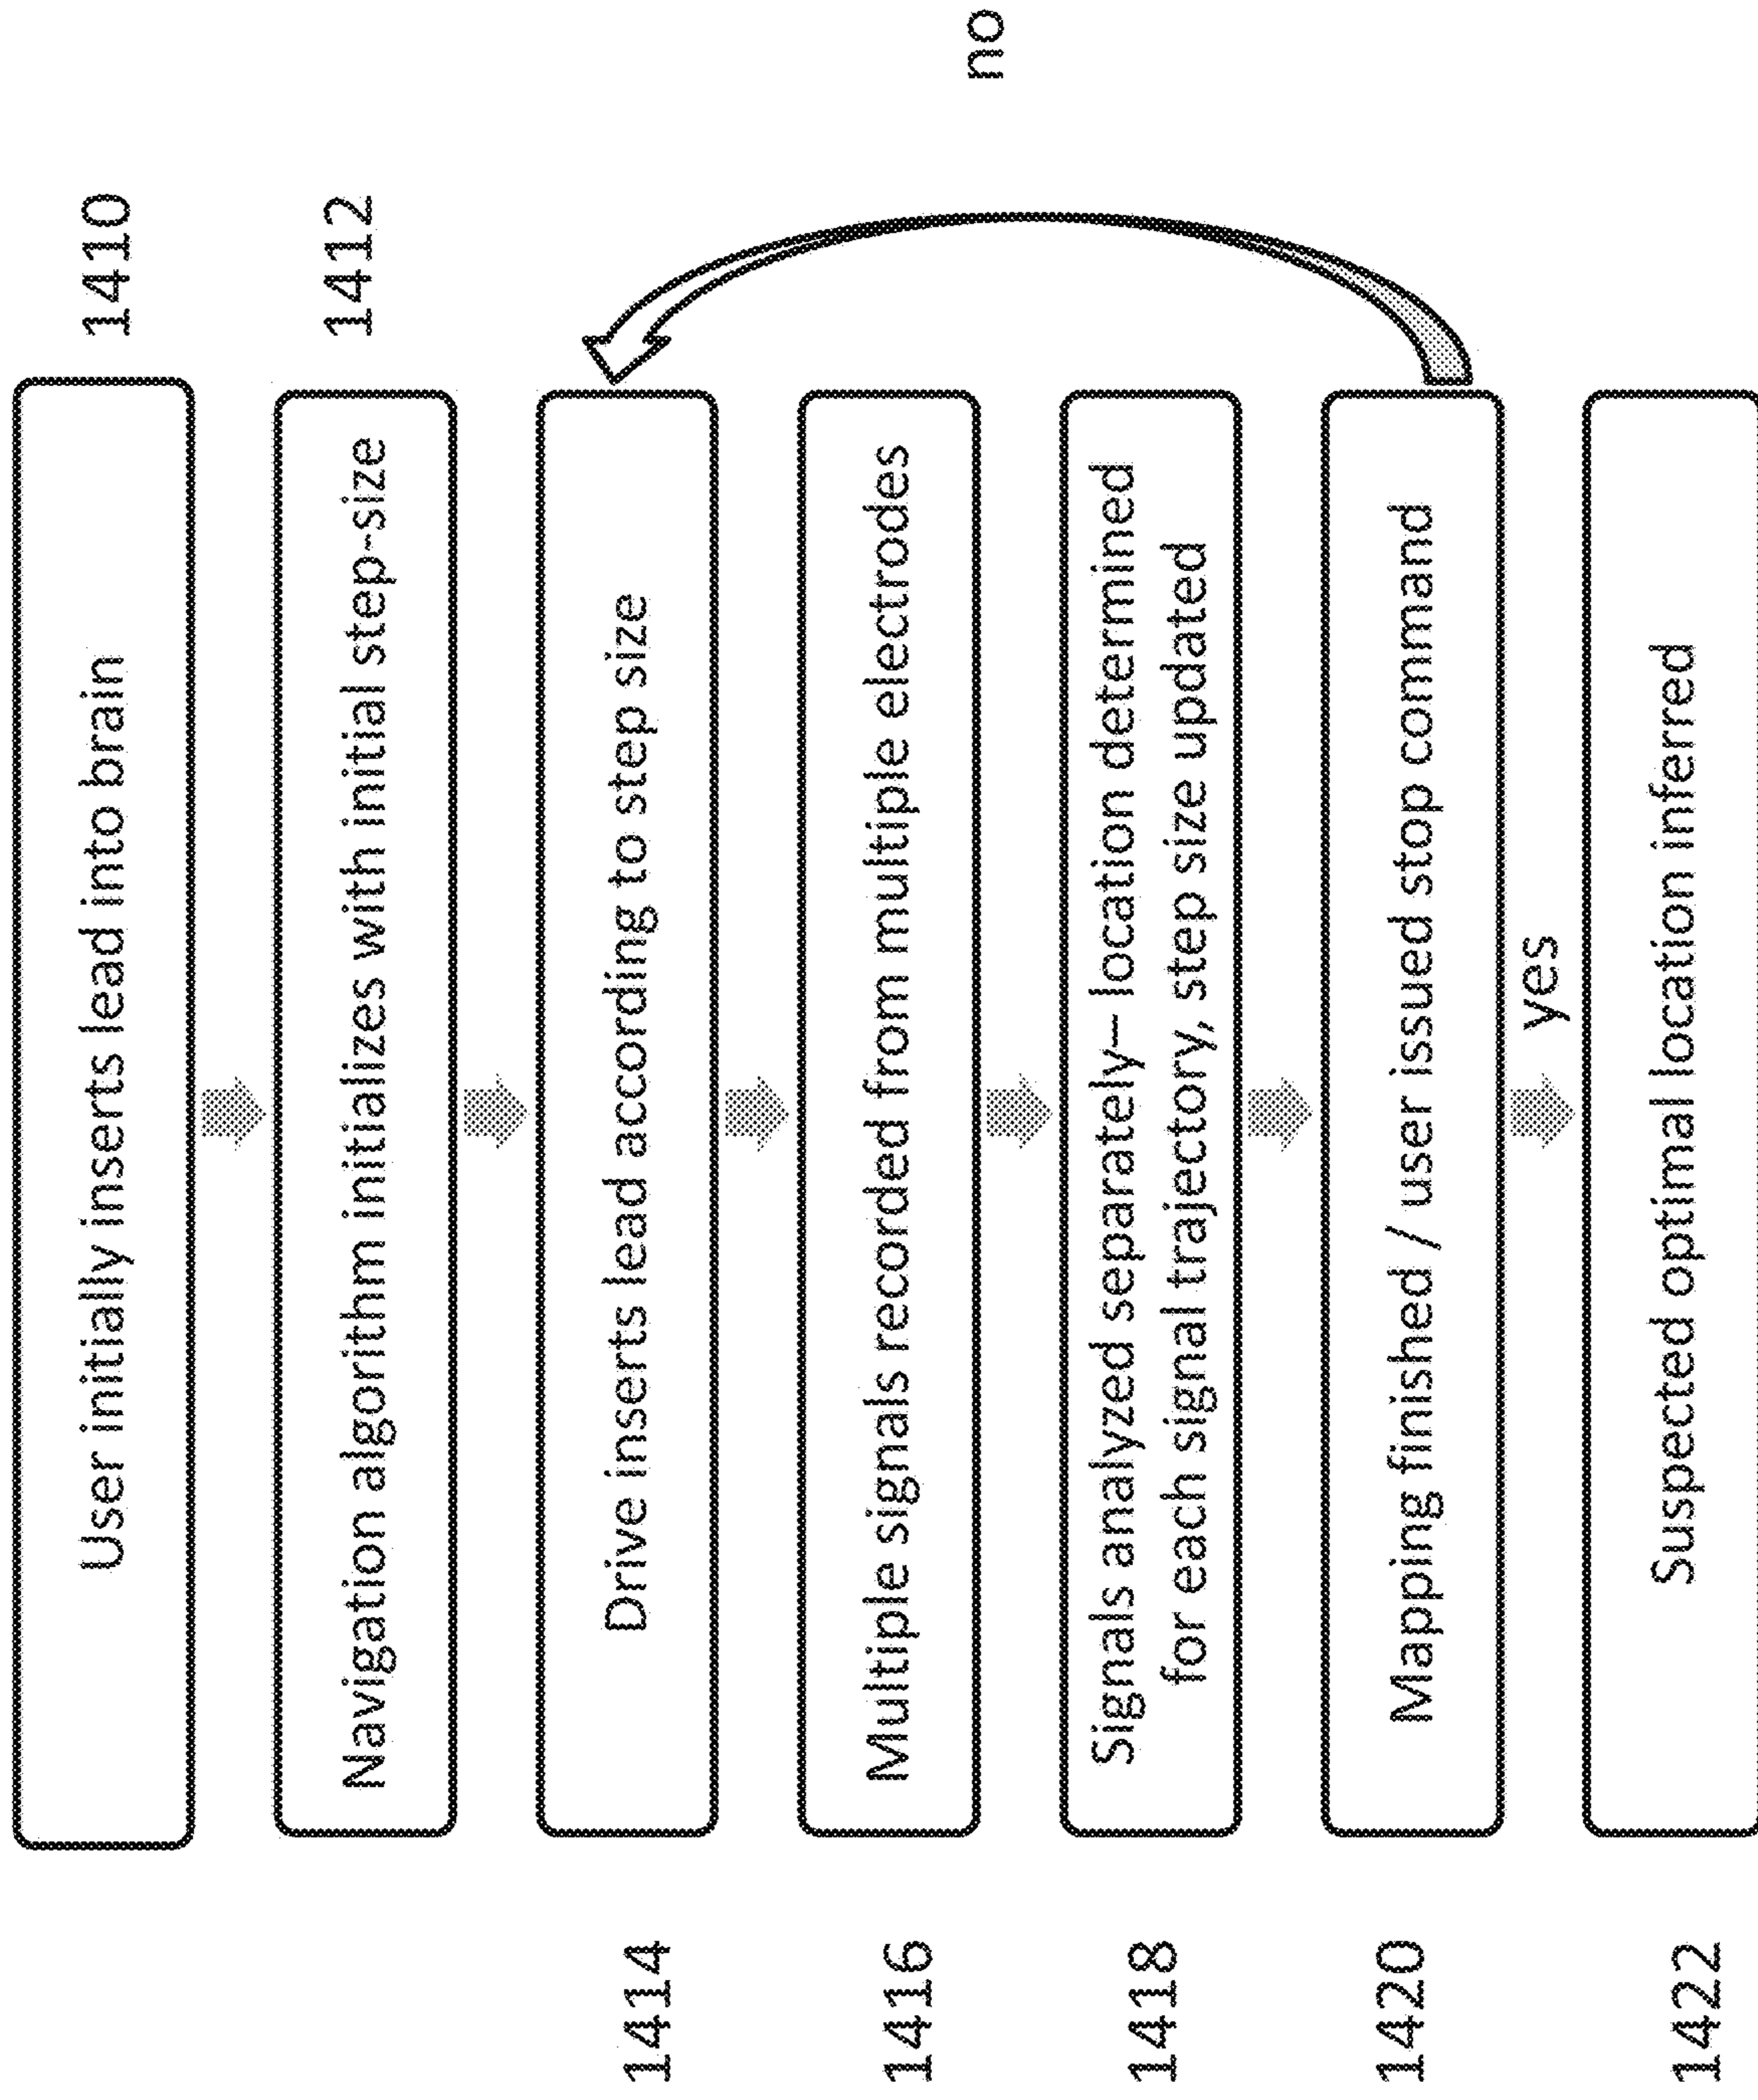 User initially inserts lead into brain
1410
Navigation algorithm initializes with initial step-size
1412
1414
Drive inserts lead according to step size
1416
Multiple signals recorded from multiple electrodes
no
1418
Signals analyzed separately– location determined
for each signal trajectory, step size updated
1420
Mapping finished / user issued stop command
yes
1422
Suspected optimal location inferred